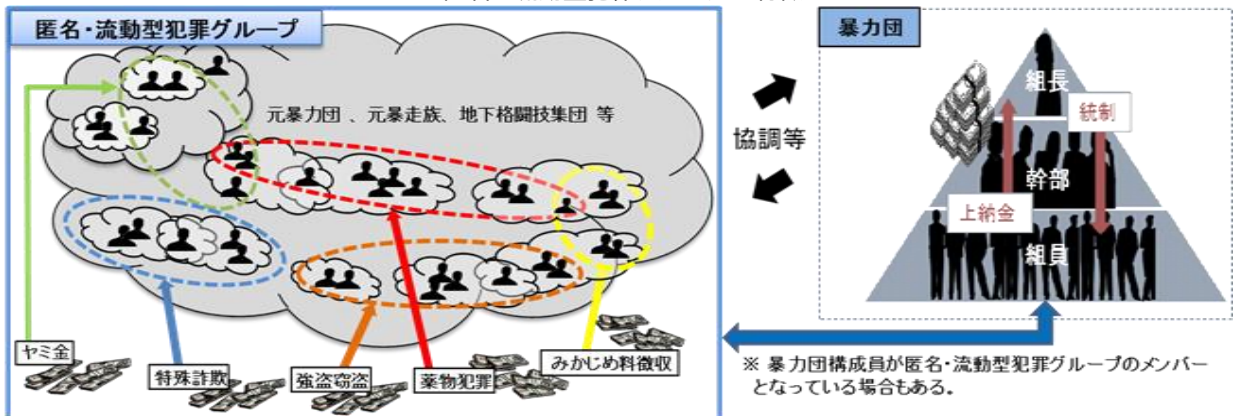 匿名・流動型犯罪グループ
元暴力団 、元暴走族、地下格闘技集団 等
ヤミ金
特殊詐欺
強盗窃盗
薬物犯罪
みかじめ料徴収
協調等
暴力団
組長
統制
幹部
上納金
組員
※ 暴力団構成員が匿名・流動型犯罪グループのメンバー
となっている場合もある。